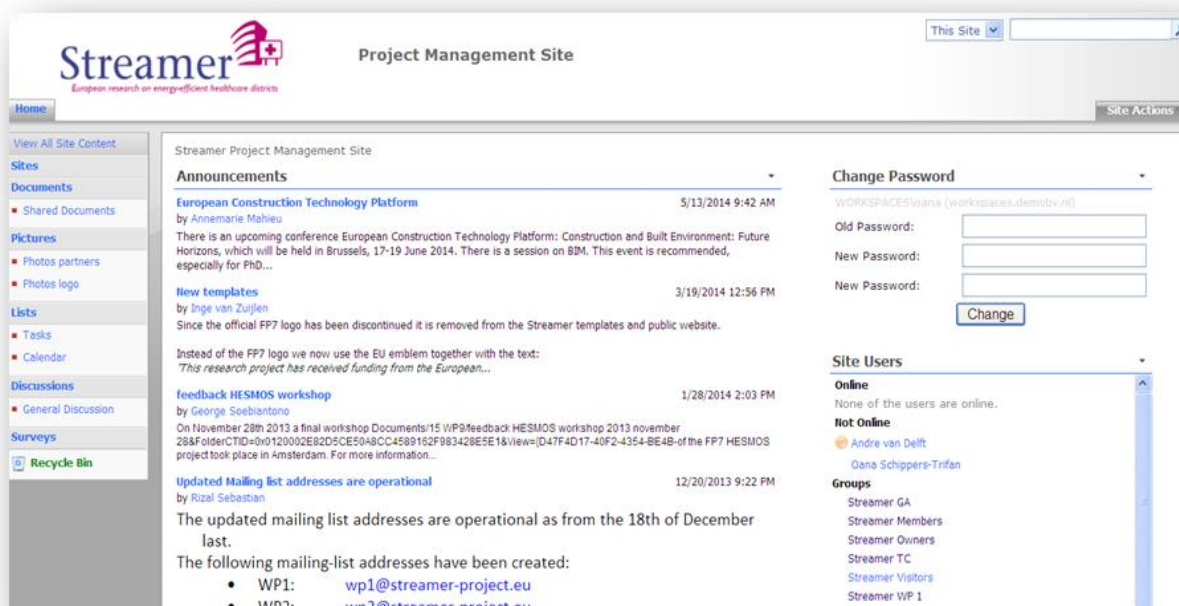 This Site
Streamer
European research on energy-efficient healthcare districts
Project Management Site
Home
Site Actions
View All Site Content
Sites
Documents
Shared Documents
Pictures
Photos partners
Photos logo
Lists
Tasks
Calendar
Discussions
General Discussion
Surveys
Recycle Bin
Streamer Project Management Site
Announcements
European Construction Technology Platform 5/13/2014 9:42 AM
by Annemarie Mahieu
There is an upcoming conference European Construction Technology Platform: Construction and Built Environment: Future
Horizons, which will be held in Brussels, 17-19 June 2014. There is a session on BIM. This event is recommended,
especially for PhD...
New templates 3/19/2014 12:56 PM
by Inge van Zuijlen
Since the official FP7 logo has been discontinued it is removed from the Streamer templates and public website.
Instead of the FP7 logo we now use the EU emblem together with the text:
'This research project has received funding from the European...
feedback HESMOS workshop 1/28/2014 2:03 PM
by George Soebiantono
On November 28th 2013 a final workshop Documents/15 WP9/feedback HESMOS workshop 2013 november
28&FolderCTID=0x0120002E82D5CE50A8CC4589162F983428E5E1&View={D47F4D17-40F2-4354-BE4B-of the FP7 HESMOS
project took place in Amsterdam. For more information...
Updated Mailing list addresses are operational 12/20/2013 9:22 PM
by Rizal Sebastian
The updated mailing list addresses are operational as from the 18th of December
last.
The following mailing-list addresses have been created:
• WP1: wp1@streamer-project.eu
• WP2: wp2@streamer-project.eu
Change Password
WORKSPACES\oana (workspaces.demobv.nl)
Old Password:
New Password:
New Password:
Change
Site Users
Online
None of the users are online.
Not Online
Andre van Delft
Oana Schippers-Trifan
Groups
Streamer GA
Streamer Members
Streamer Owners
Streamer TC
Streamer Visitors
Streamer WP 1